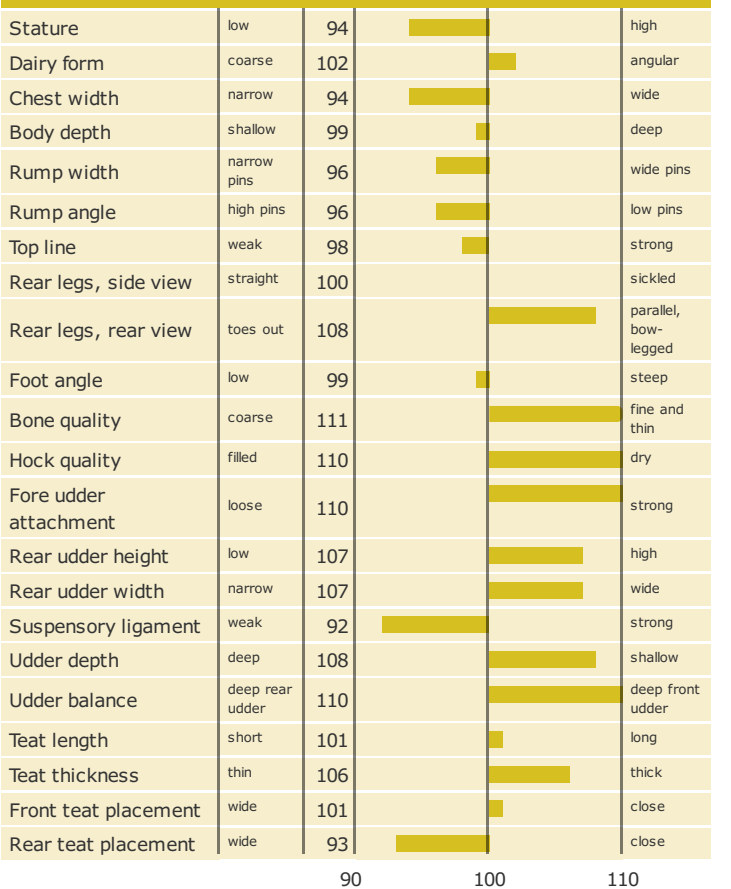 Stature low 94 high
Dairy form coarse 102 angular
Chest width narrow 94 wide
Body depth shallow 99 deep
Rump width narrow pins 96 wide pins
Rump angle high pins 96 low pins
Top line weak 98 strong
Rear legs, side view straight 100 sickled
Rear legs, rear view toes out 108 parallel, bow-legged
Foot angle low 99 steep
Bone quality coarse 111 fine and thin
Hock quality filled 110 dry
Fore udder attachment loose 110 strong
Rear udder height low 107 high
Rear udder width narrow 107 wide
Suspensory ligament weak 92 strong
Udder depth deep 108 shallow
Udder balance deep rear udder 110 deep front udder
Teat length short 101 long
Teat thickness thin 106 thick
Front teat placement wide 101 close
Rear teat placement wide 93 close
90 100 110